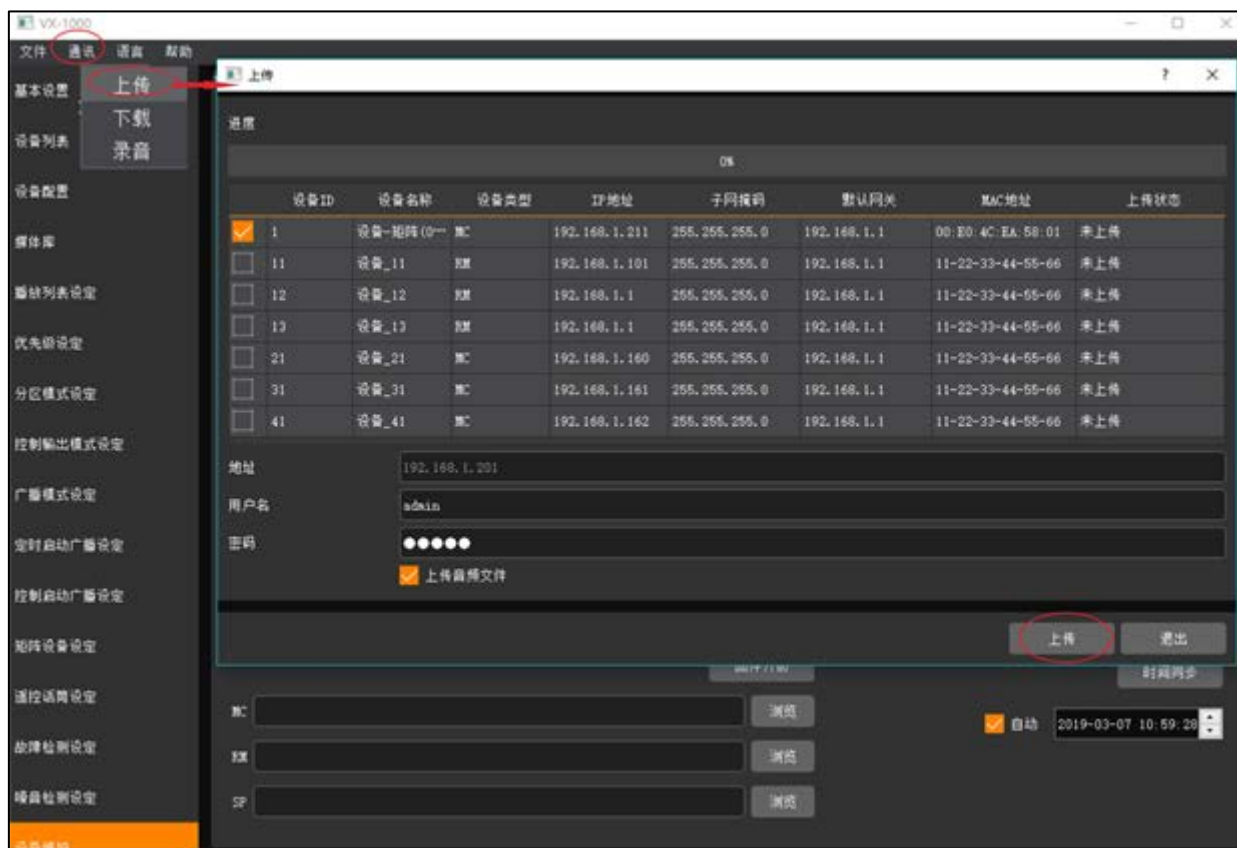 VX-1000
文件 通讯 语言 帮助
上传
下载
录音
基本设置
设备列表
设备配置
媒体库
播放列表设定
优先级设定
分区模式设定
控制输出模式设定
广播模式设定
定时启动广播设定
控制启动广播设定
矩阵设备设定
遥控话筒设定
故障检测设定
噪音检测设定
上传 ? ×
进度
0%
设备ID 设备名称 设备类型 IP地址 子网掩码 默认网关 MAC地址 上传状态
1 设备-矩阵(0… MC 192.168.1.211 255.255.255.0 192.168.1.1 00:E0:4C:EA:58:01 未上传
11 设备_11 RM 192.168.1.101 255.255.255.0 192.168.1.1 11-22-33-44-55-66 未上传
12 设备_12 RM 192.168.1.1 255.255.255.0 192.168.1.1 11-22-33-44-55-66 未上传
13 设备_13 RM 192.168.1.1 255.255.255.0 192.168.1.1 11-22-33-44-55-66 未上传
21 设备_21 MC 192.168.1.160 255.255.255.0 192.168.1.1 11-22-33-44-55-66 未上传
31 设备_31 MC 192.168.1.161 255.255.255.0 192.168.1.1 11-22-33-44-55-66 未上传
41 设备_41 MC 192.168.1.162 255.255.255.0 192.168.1.1 11-22-33-44-55-66 未上传
地址 192.168.1.201
用户名 admin
密码 ●●●●●
上传音频文件
上传 退出
时间同步
MC 浏览
自动 2019-03-07 10:59:28
RM 浏览
SP 浏览